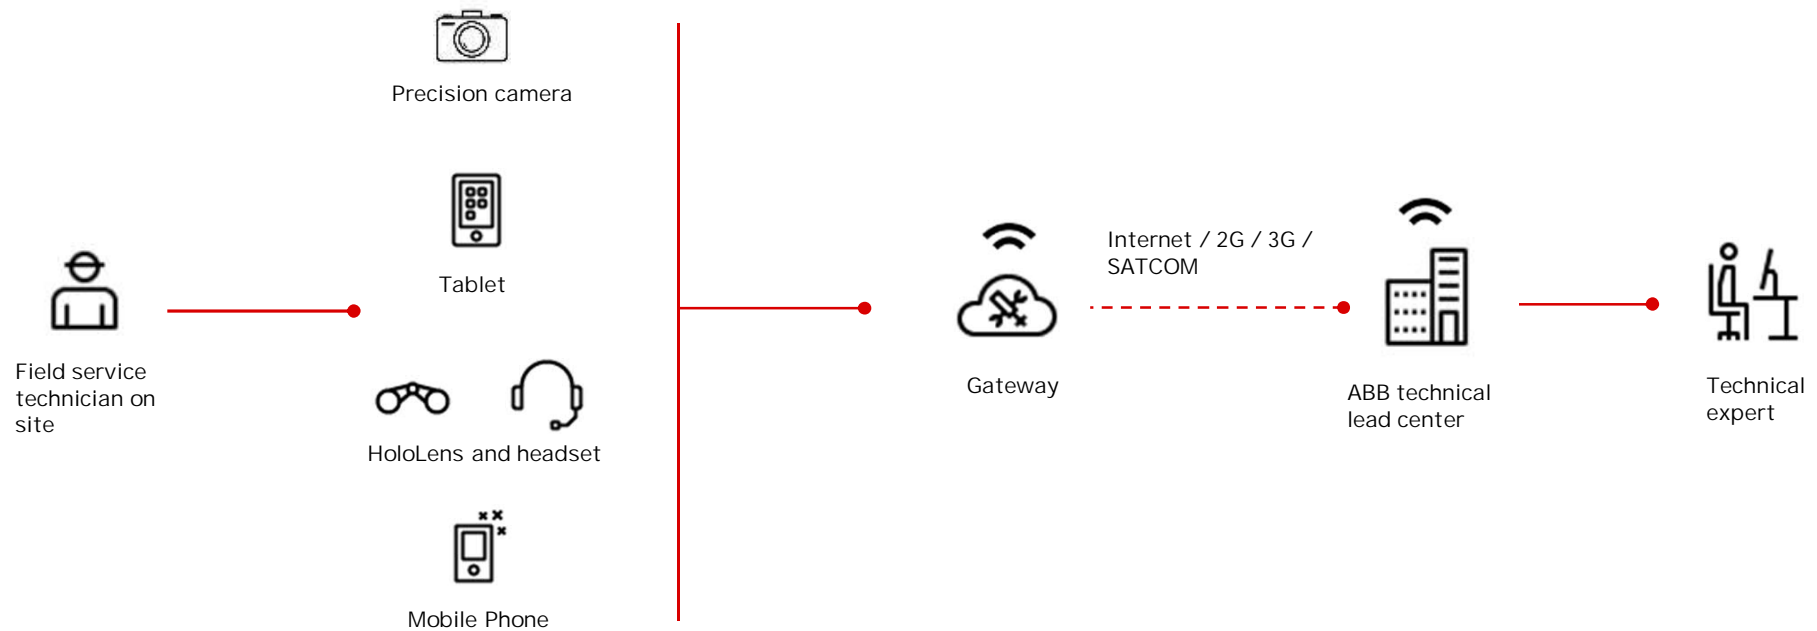 Precision camera
Tablet
Field service
technician on
site
HoloLens and headset
Mobile Phone
Gateway
Internet / 2G / 3G /
SATCOM
ABB technical
lead center
Technical
expert